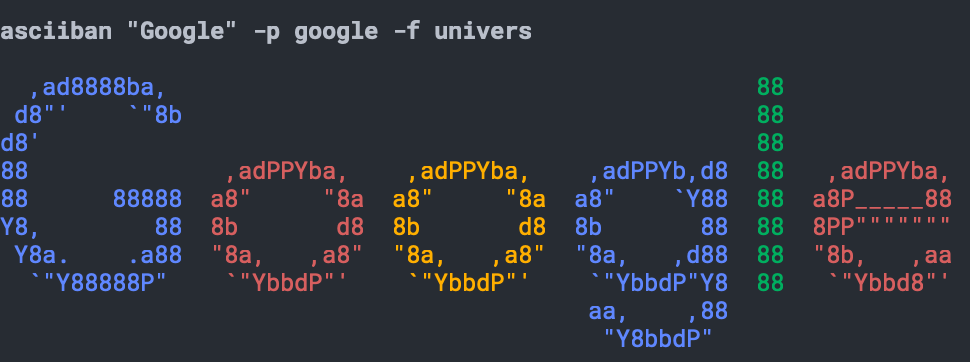 asciiban "Google" -p google -f univers
  ,ad8888ba,                                          88
 d8"'    `"8b                                         88
d8'                                                   88
88              ,adPPYba,    ,adPPYba,    ,adPPYb,d8  88   ,adPPYba,
88      88888  a8"     "8a  a8"     "8a  a8"    `Y88  88  a8P_____88
Y8,        88  8b       d8  8b       d8  8b       88  88  8PP"""""""
 Y8a.    .a88  "8a,   ,a8"  "8a,   ,a8"  "8a,   ,d88  88  "8b,   ,aa
  `"Y88888P"    `"YbbdP"'    `"YbbdP"'    `"YbbdP"Y8  88   `"Ybbd8"'
                                          aa,    ,88
                                           "Y8bbdP"